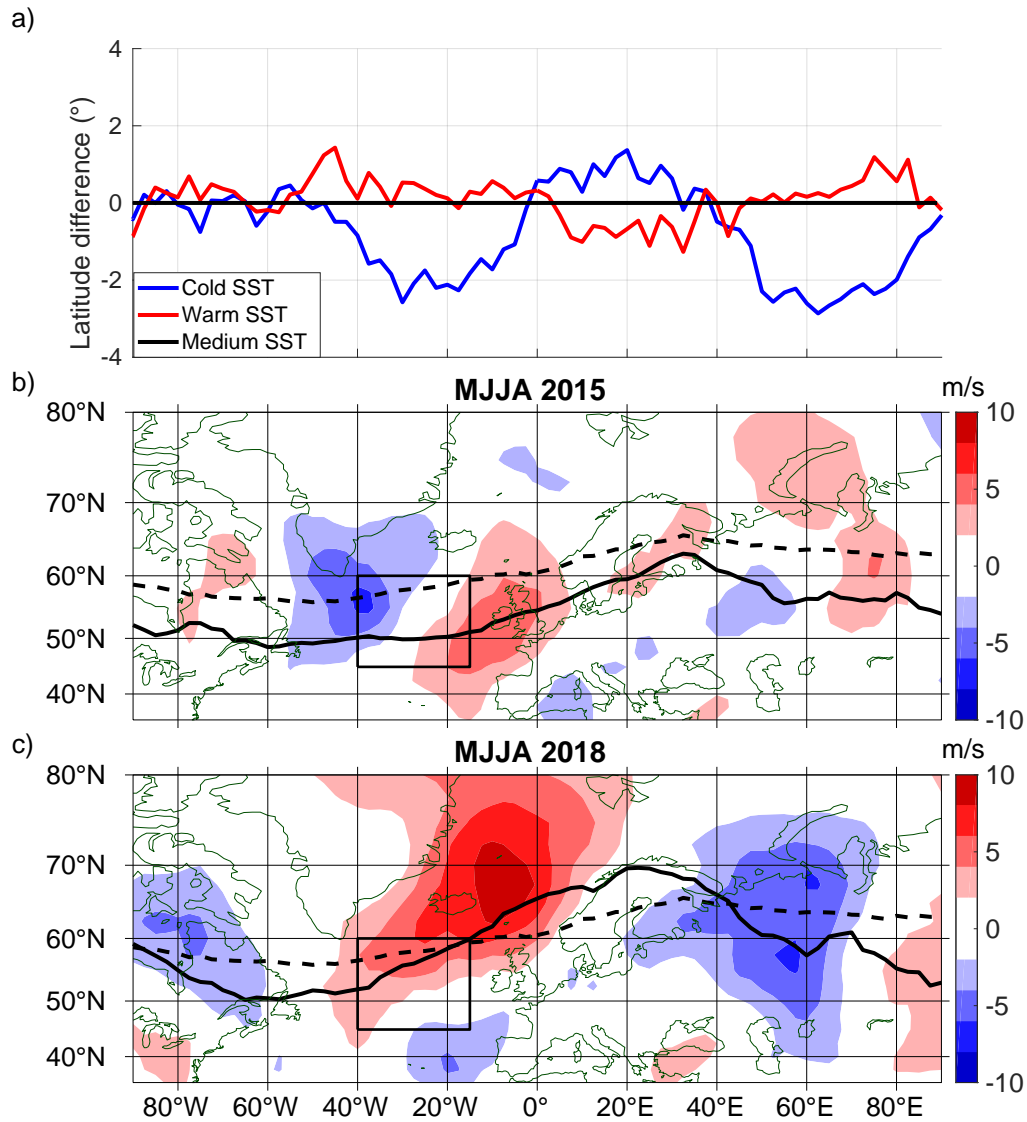 a)
4
2
0
-2
-4
Latitude difference (°)
Cold SST
Warm SST
Medium SST
b)
MJJA 2015
m/s
80°N
70°N
60°N
50°N
40°N
10
5
0
-5
-10
c)
MJJA 2018
m/s
80°N
70°N
60°N
50°N
40°N
10
5
0
-5
-10
80°W 60°W 40°W 20°W 0 20°E 40°E 60°E 80°E